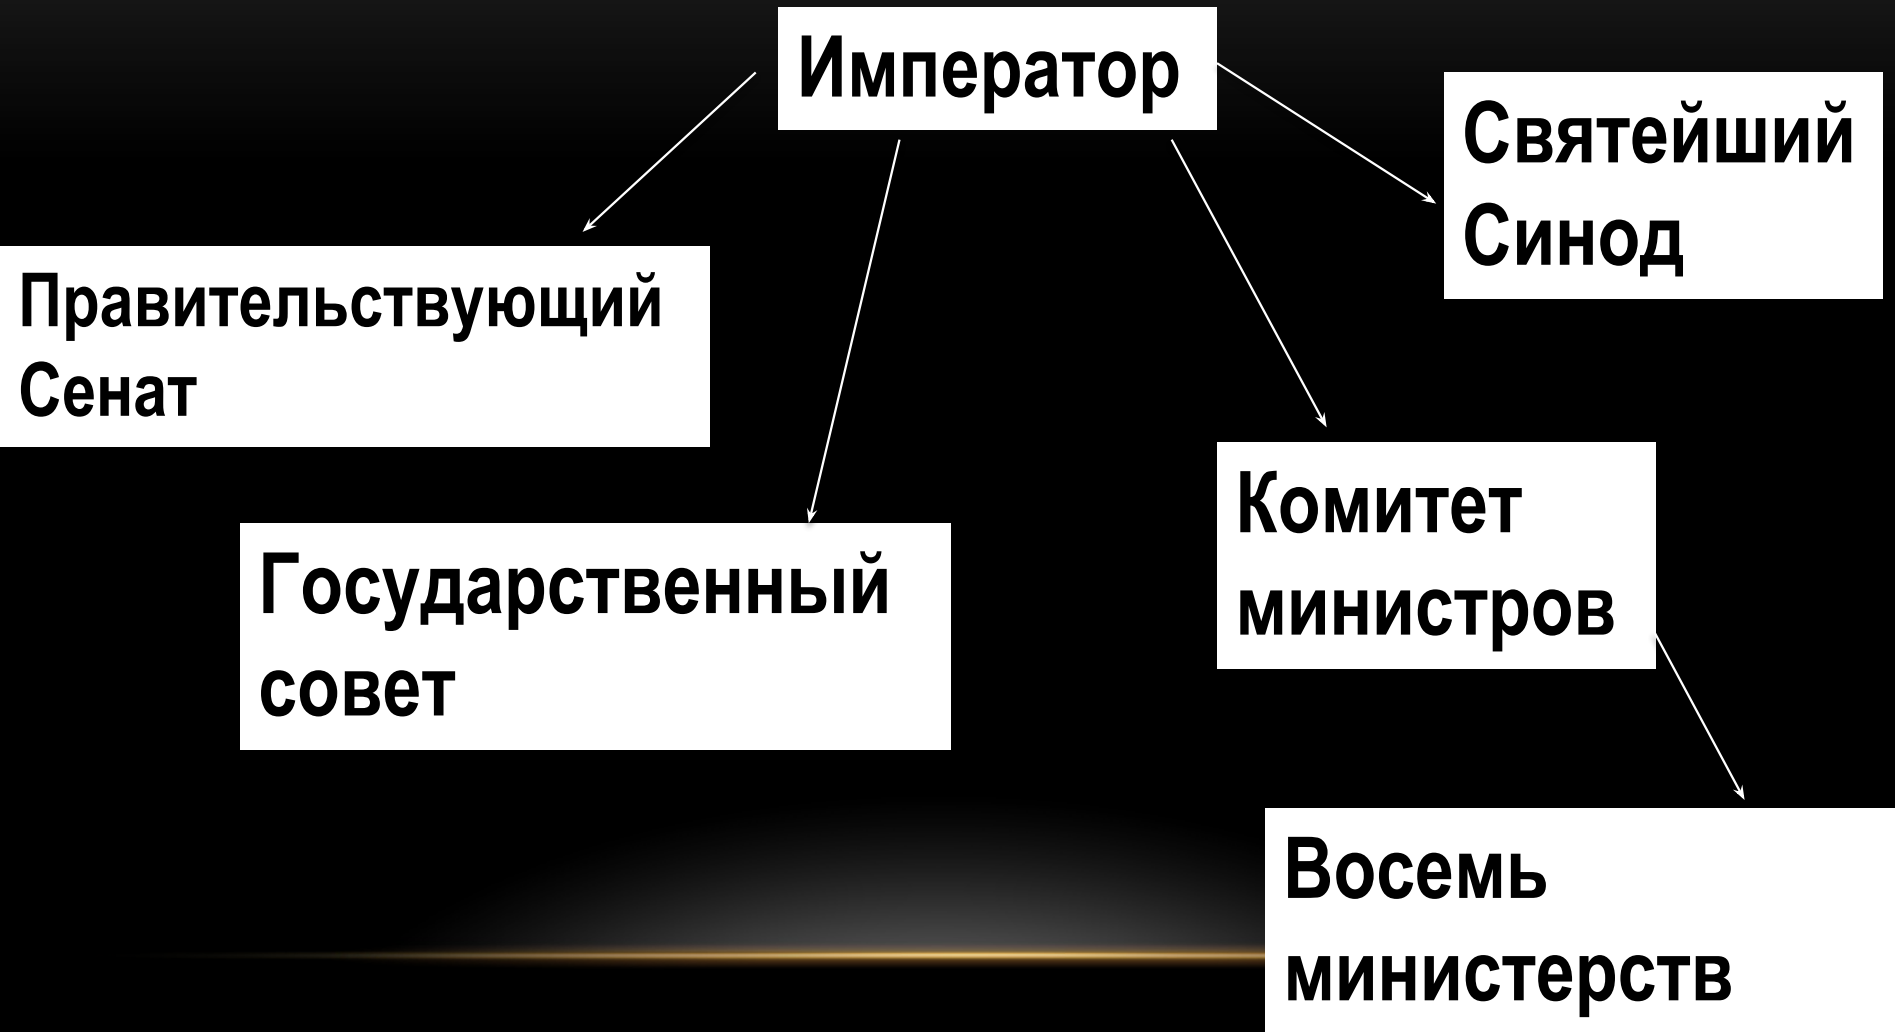 Император
Святейший
Синод
Правительствующий
Сенат
Комитет
министров
Государственный
совет
Восемь
министерств